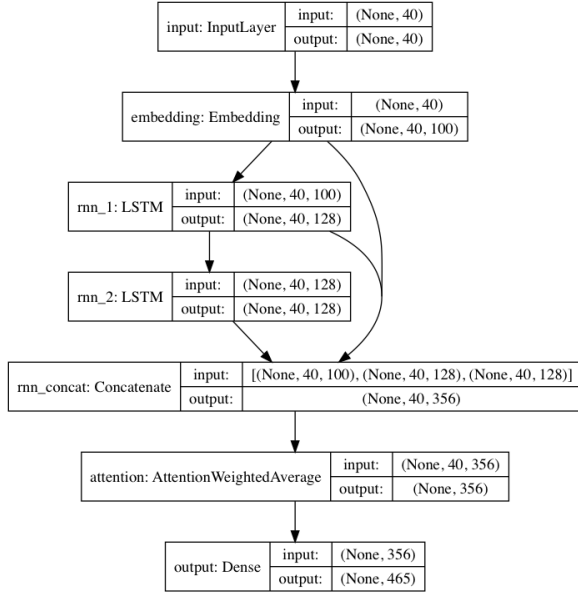 input: InputLayer
input: (None, 40)
output: (None, 40)
embedding: Embedding
input: (None, 40)
output: (None, 40, 100)
rnn_1: LSTM
input: (None, 40, 100)
output: (None, 40, 128)
rnn_2: LSTM
input: (None, 40, 128)
output: (None, 40, 128)
rnn_concat: Concatenate
input: [(None, 40, 100), (None, 40, 128), (None, 40, 128)]
output: (None, 40, 356)
attention: AttentionWeightedAverage
input: (None, 40, 356)
output: (None, 356)
output: Dense
input: (None, 356)
output: (None, 465)